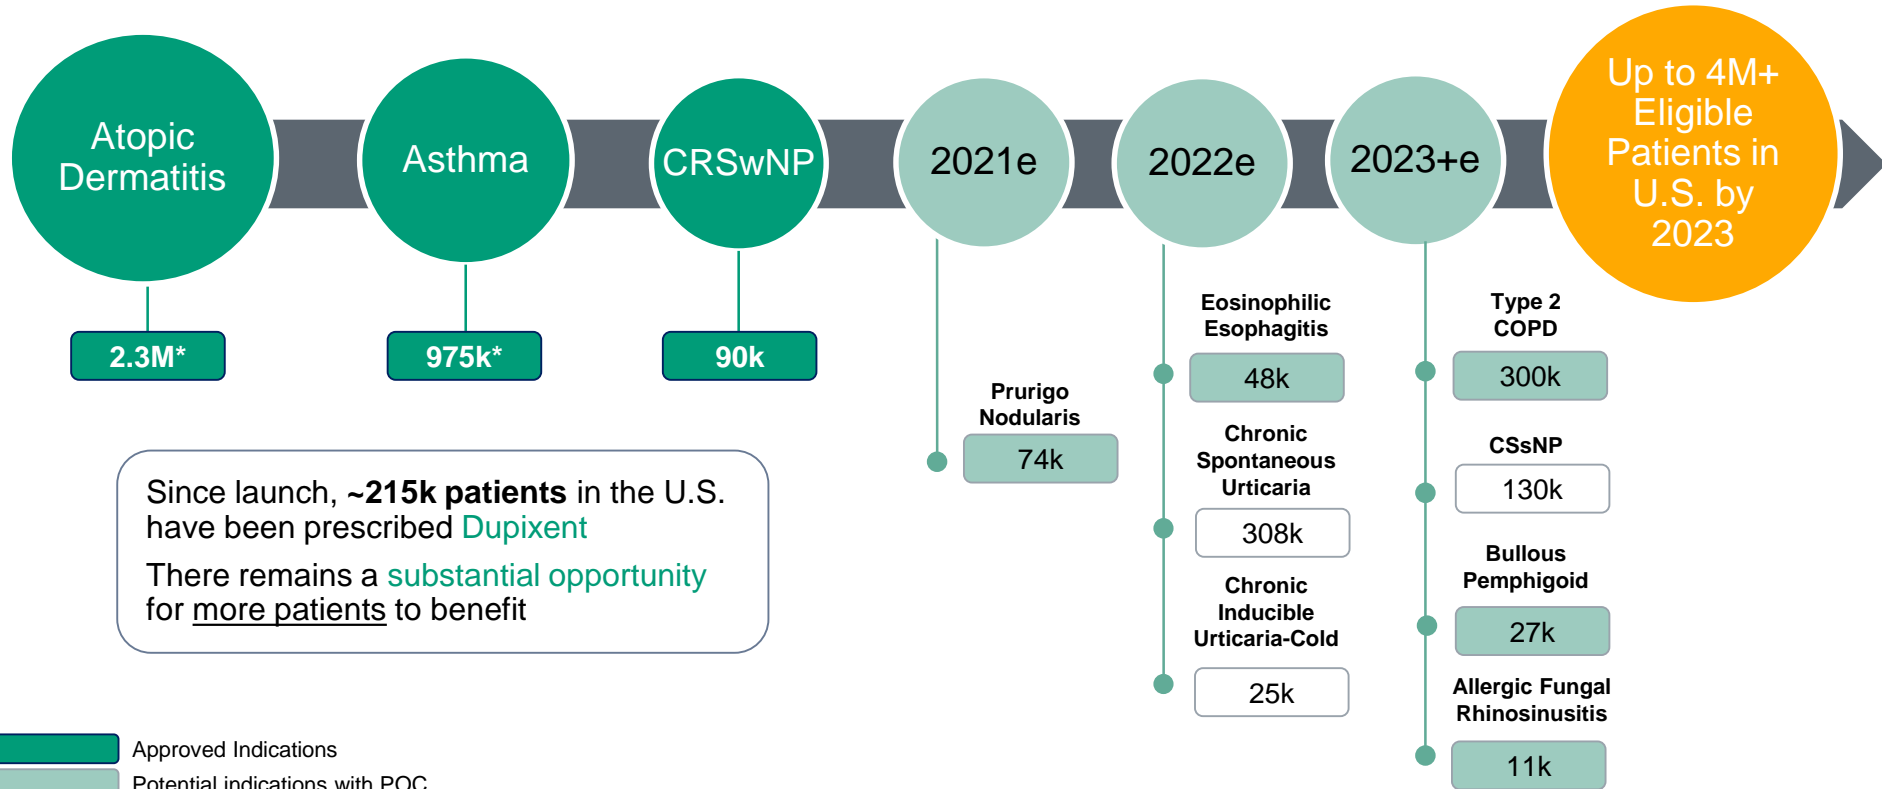 Atopic
Dermatitis
Asthma
CRSwNP
2021e
2022e
2023+e
Up to 4M+
Eligible
Patients in
U.S. by
2023
2.3M*
975k*
90k
Prurigo
Nodularis
74k
Eosinophilic
Esophagitis
48k
Chronic
Spontaneous
Urticaria
308k
Chronic
Inducible
Urticaria-Cold
25k
Type 2
COPD
300k
CSsNP
130k
Bullous
Pemphigoid
27k
Allergic Fungal
Rhinosinusitis
11k
Since launch, ~215k patients in the U.S.
have been prescribed Dupixent
There remains a substantial opportunity
for more patients to benefit
Approved Indications
Potential indications with POC